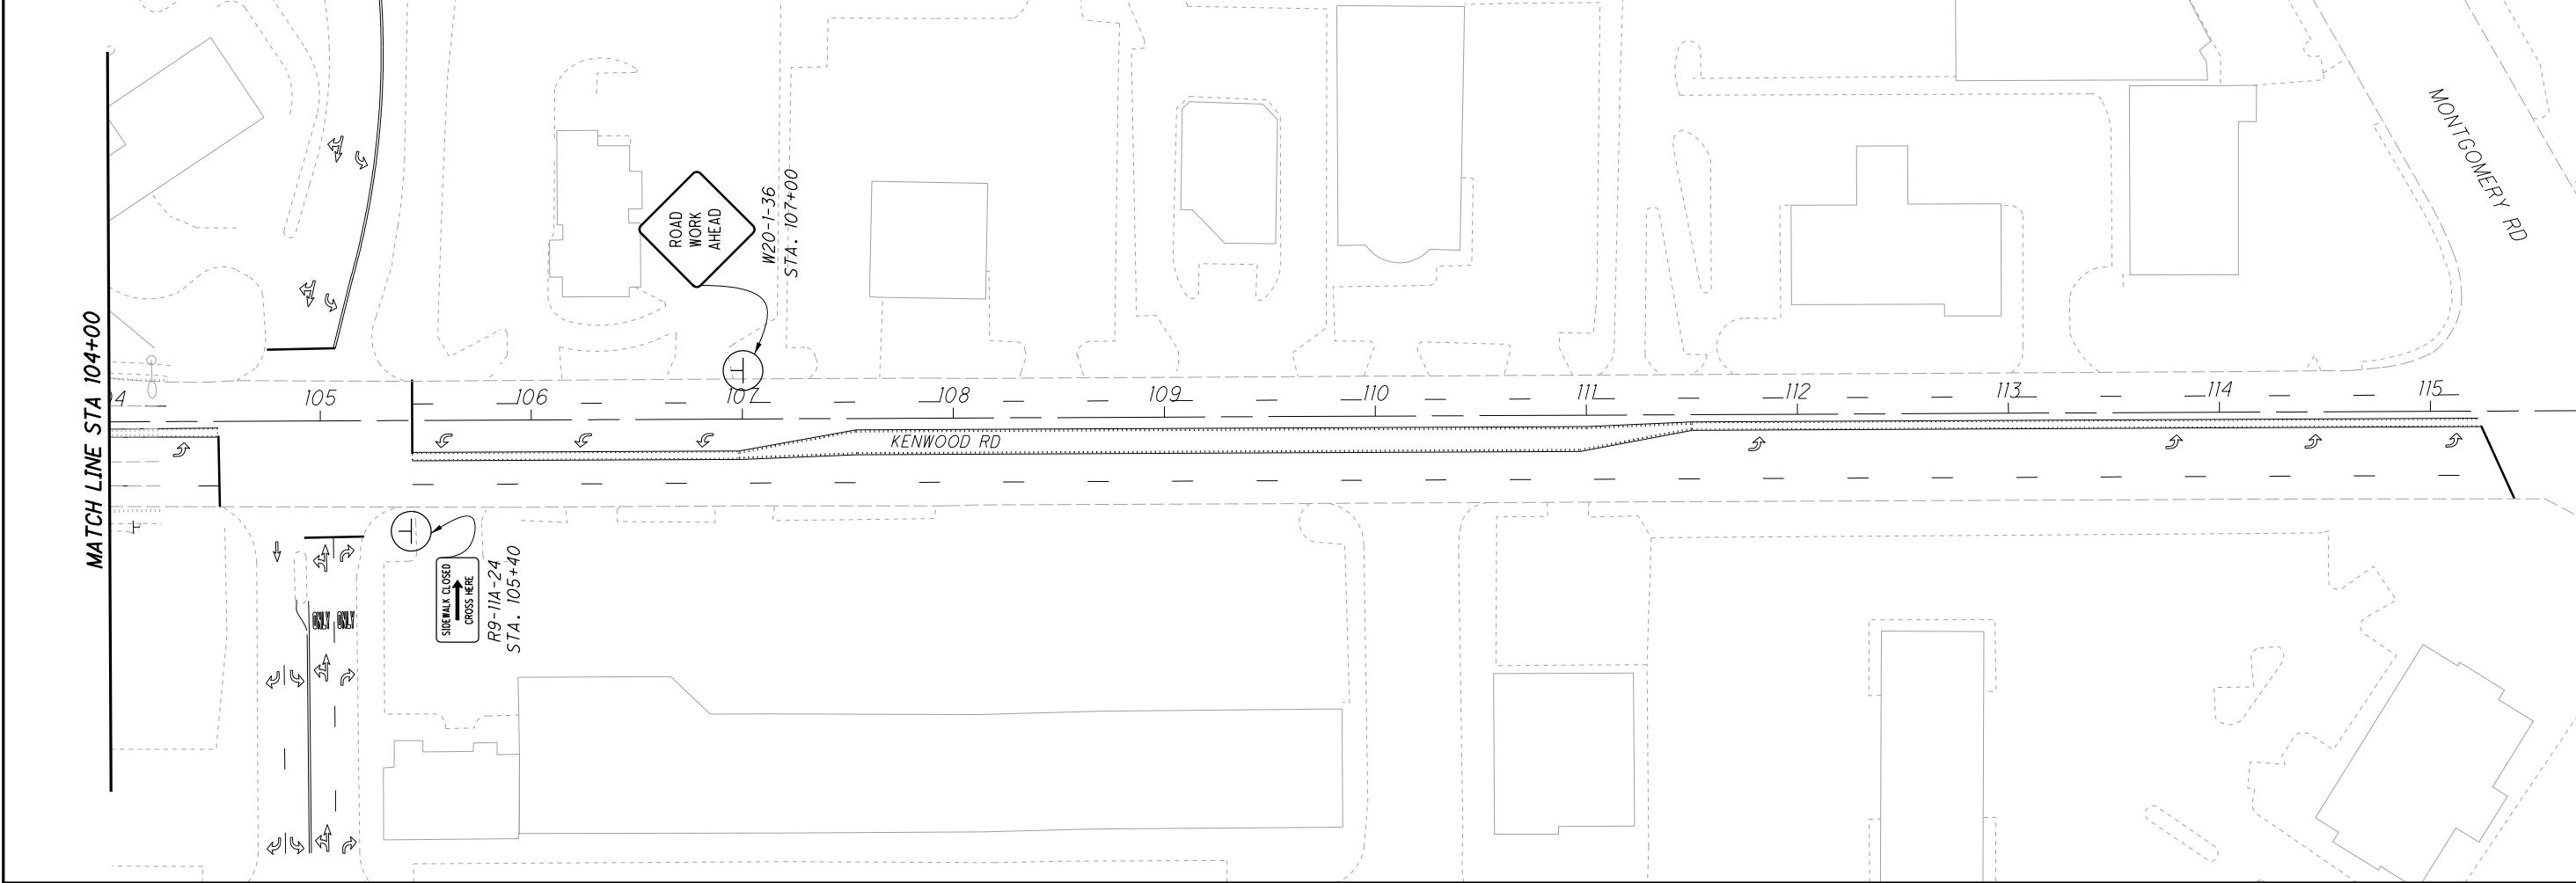 MATCH LINE STA 104+00
ROAD
WORK
AHEAD
W20-1-36
STA. 107+00
MONTGOMERY RD
04
105
106
107
108
109
110
111
112
113
114
115
KENWOOD RD
SIDEWALK CLOSED
CROSS HERE
R9-11A-24
STA. 105+40
ONLY
ONLY